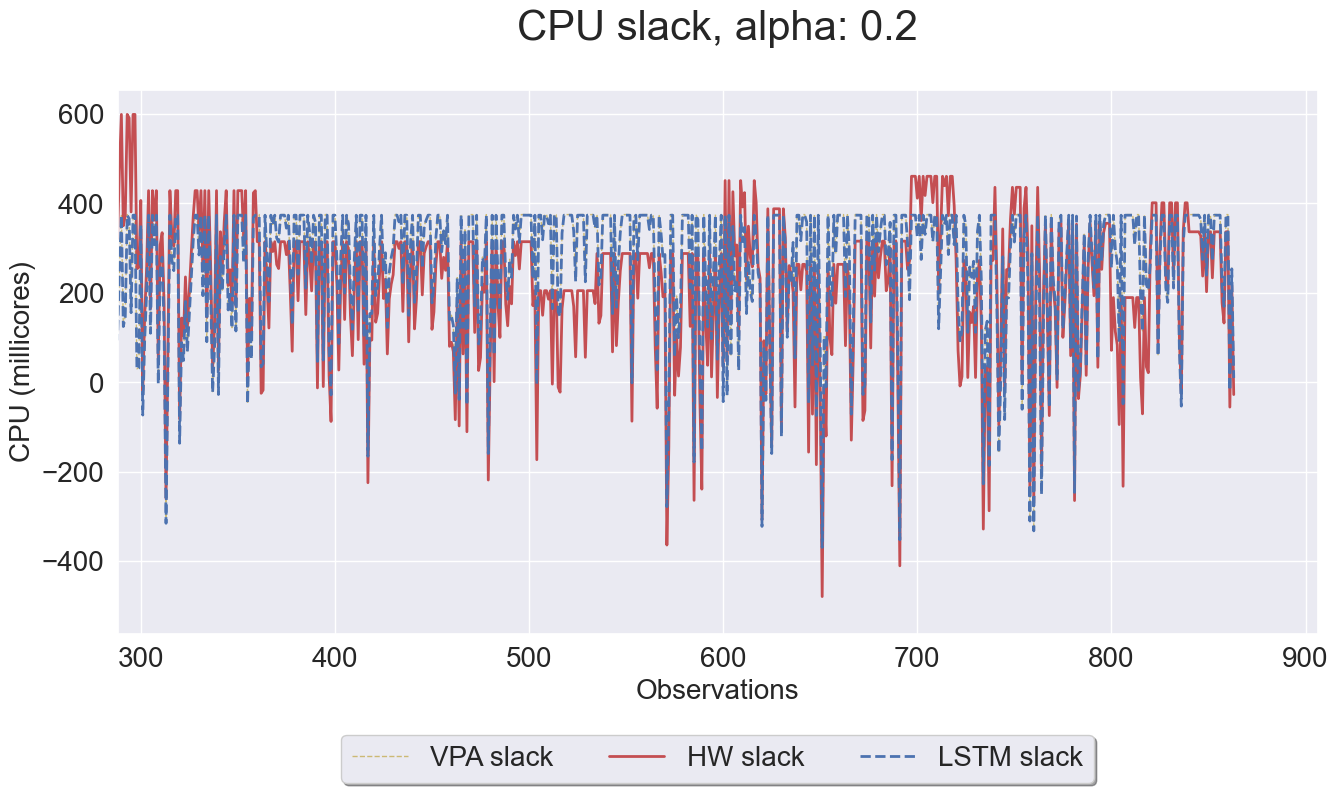 CPU slack, alpha: 0.2
600
400
200
0
−200
−400
CPU (millicores)
300 400 500 600 700 800 900
Observations
VPA slack HW slack LSTM slack